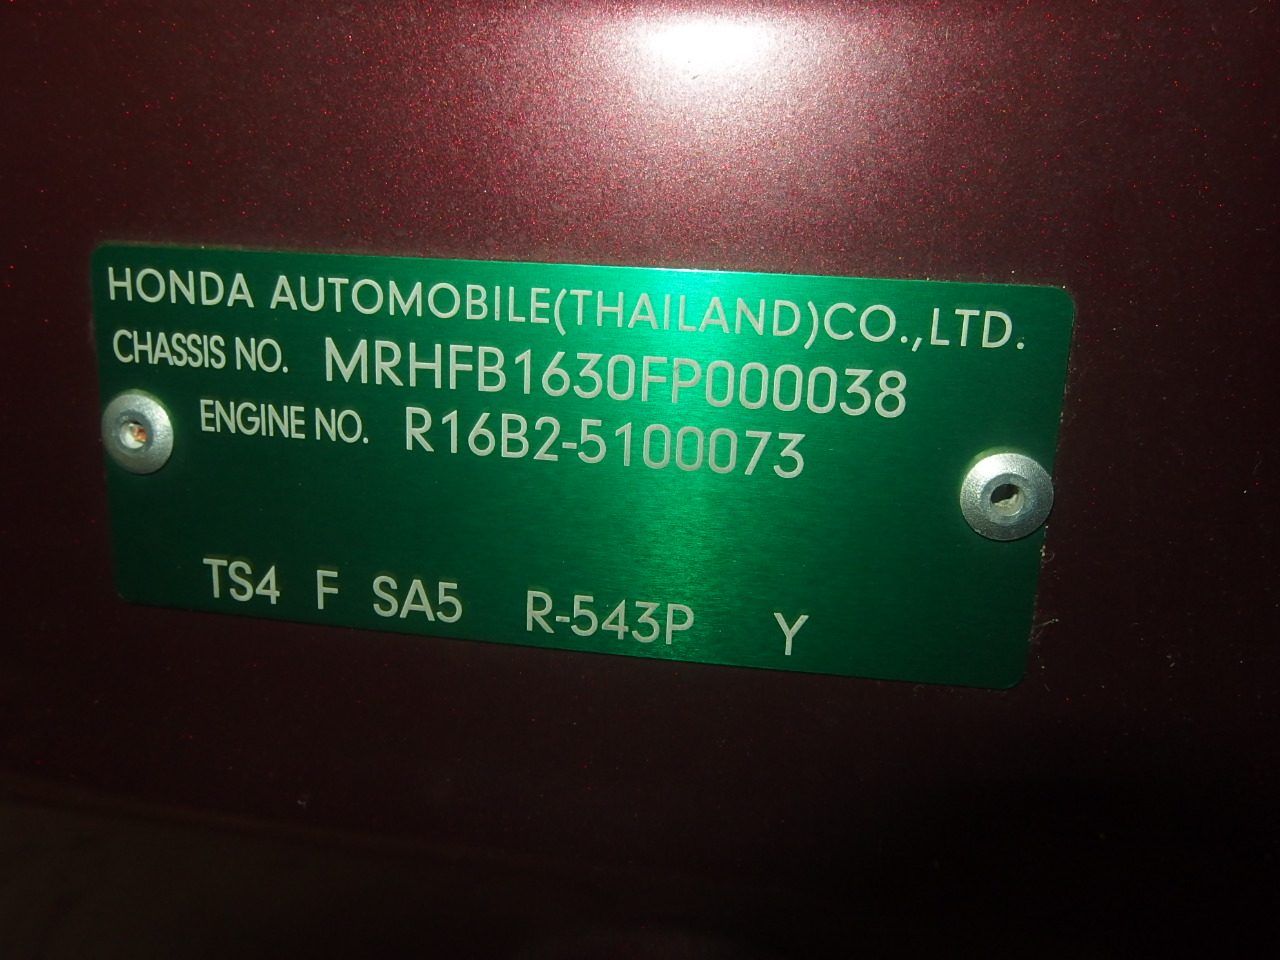 HONDA AUTOMOBILE(THAILAND)CO.,LTD.
CHASSIS NO. MRHFB1630FP000038
ENGINE NO. R16B2-5100073
TS4 F SA5 R-543P Y